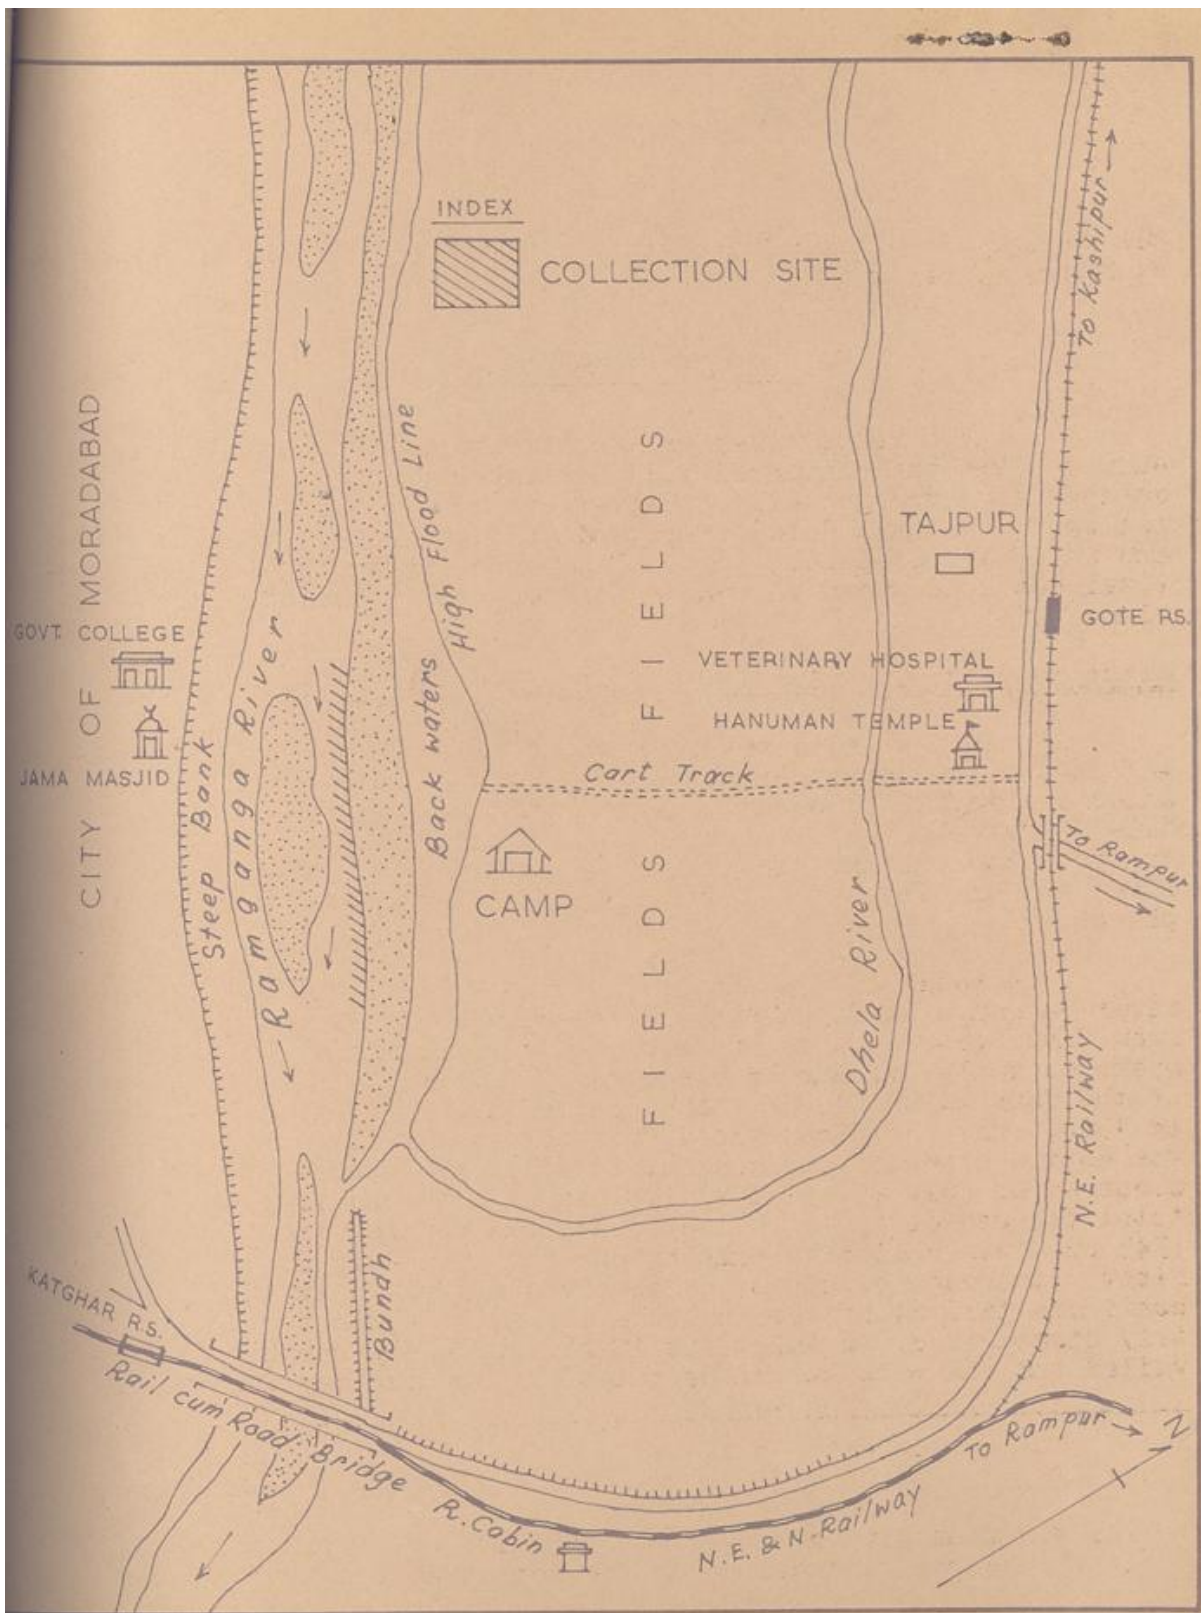 INDEX
COLLECTION SITE
To Kashipur
CITY OF MORADABAD
High Flood Line
FIELDS
TAJPUR
GOVT. COLLEGE
GOTE R.S.
VETERINARY HOSPITAL
HANUMAN TEMPLE
JAMA MASJID
Steep Bank
Ramganga River
Back waters
Cart Track
To Rampur
CAMP
FIELDS
Dhela River
N.E. Railway
KATGHAR R.S.
Bundh
Rail cum Road Bridge
R. Cabin
N.E. & N. Railway
To Rampur
N